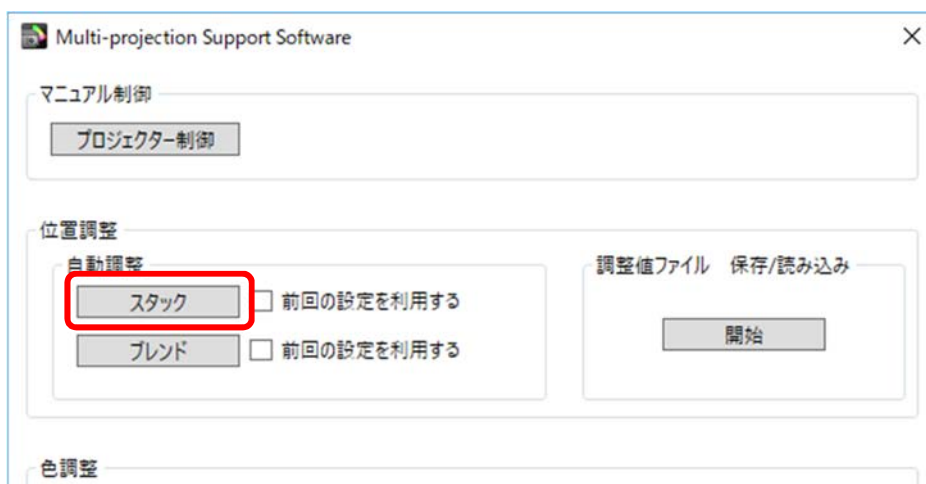 Multi-projection Support Software
マニュアル制御
プロジェクター制御
位置調整
自動調整
スタック
前回の設定を利用する
ブレンド
前回の設定を利用する
調整値ファイル 保存/読み込み
開始
色調整